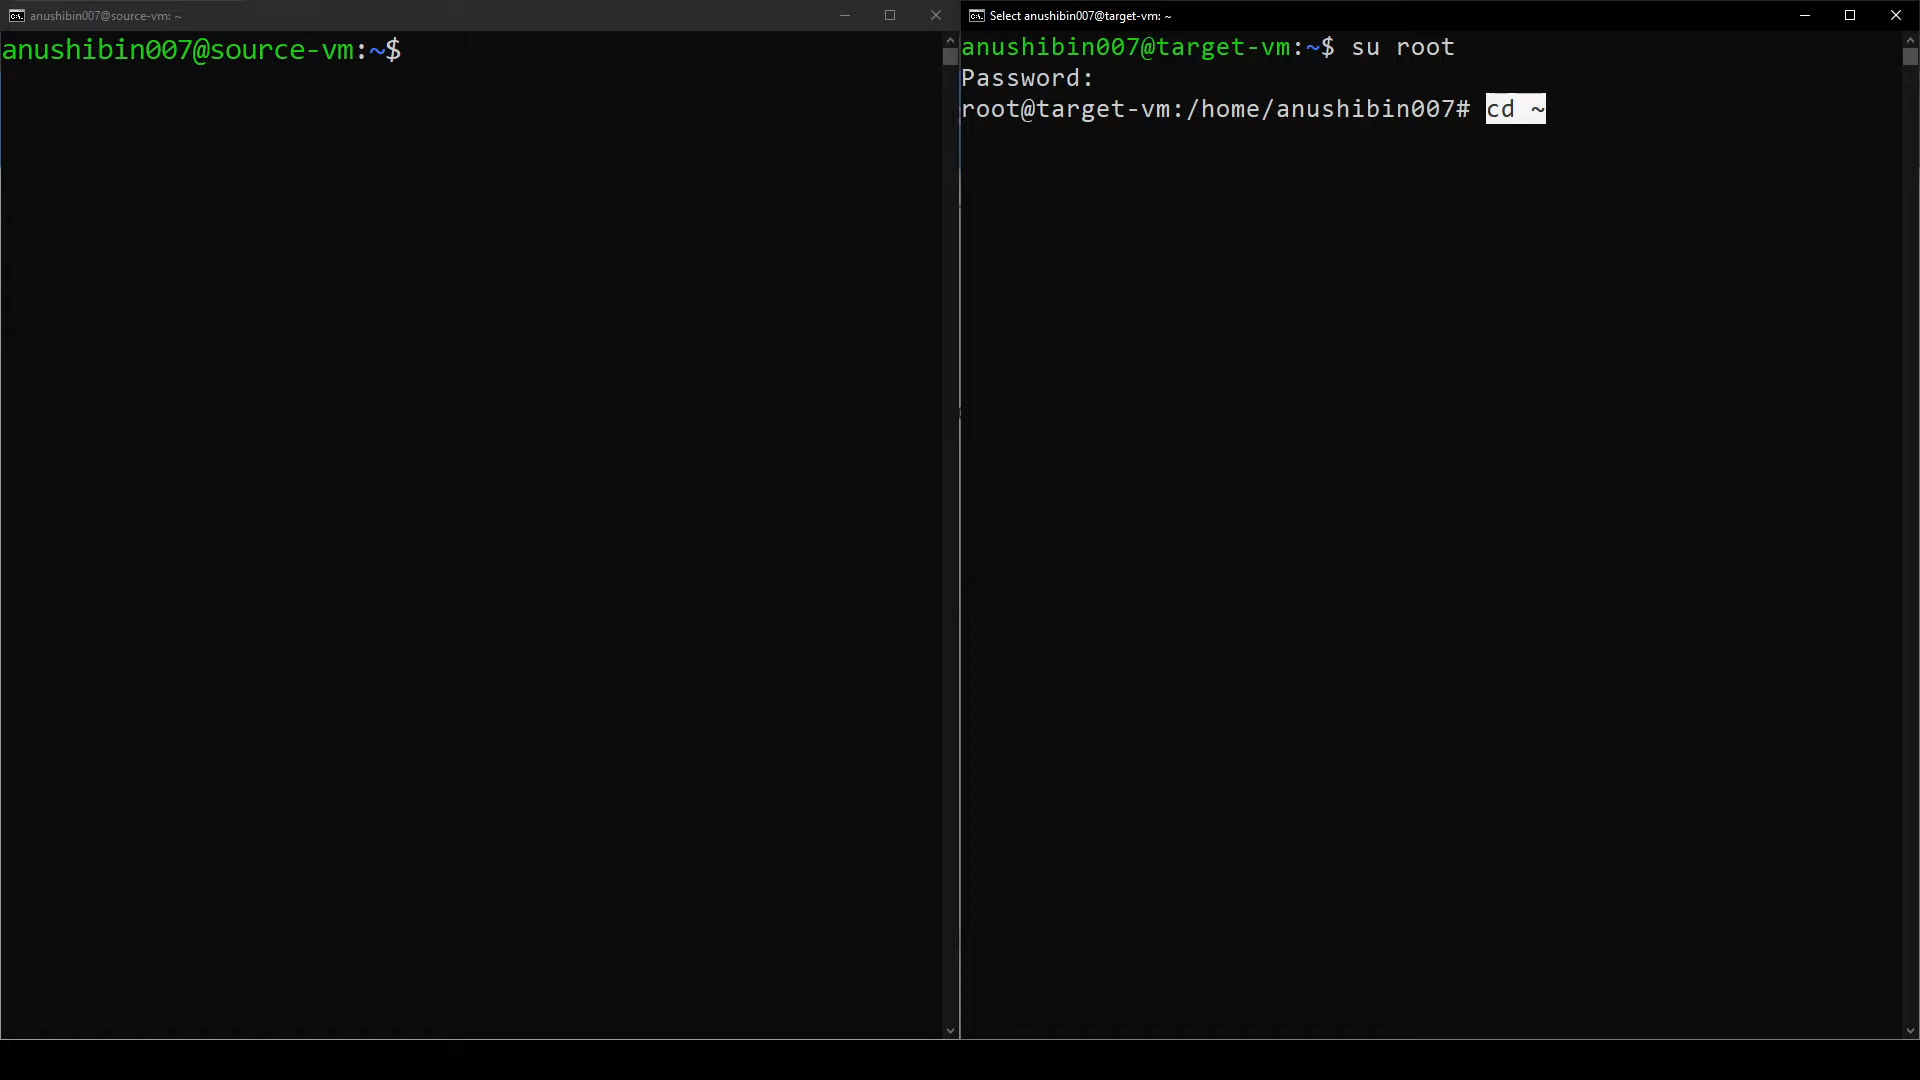 anushibin007@source-vm: ~
anushibin007@source-vm:~$
Select anushibin007@target-vm: ~
anushibin007@target-vm:~$ su root
Password:
root@target-vm:/home/anushibin007# cd ~